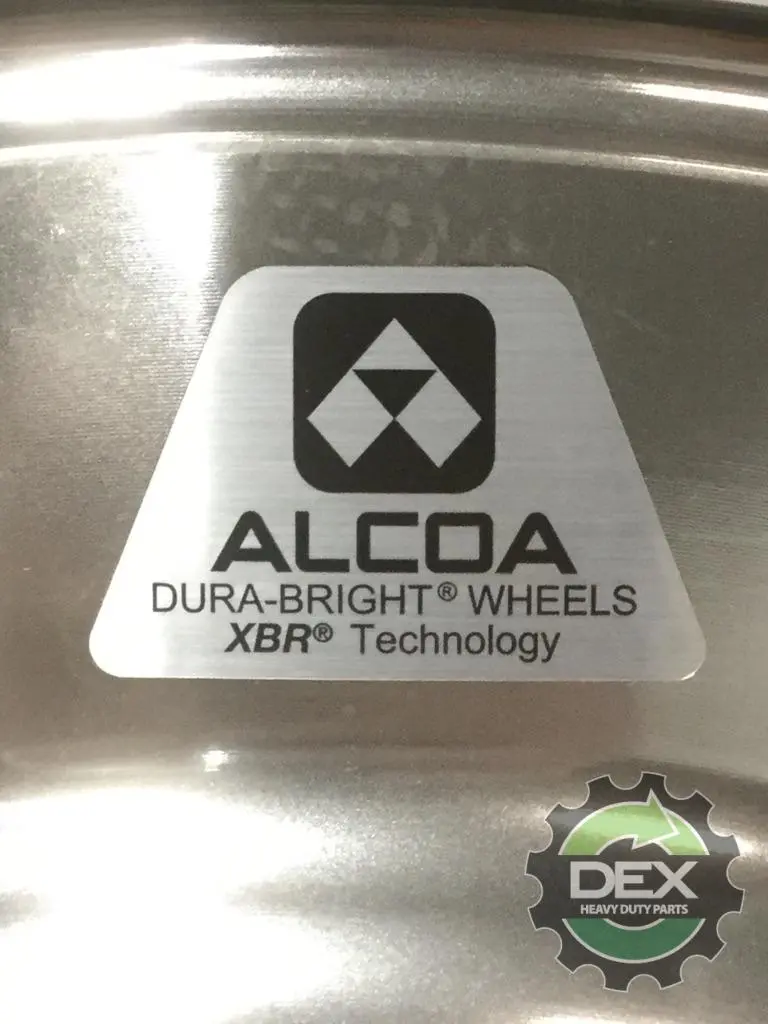 ALCOA
DURA-BRIGHT® WHEELS
XBR® Technology
DEX
HEAVY DUTY PARTS